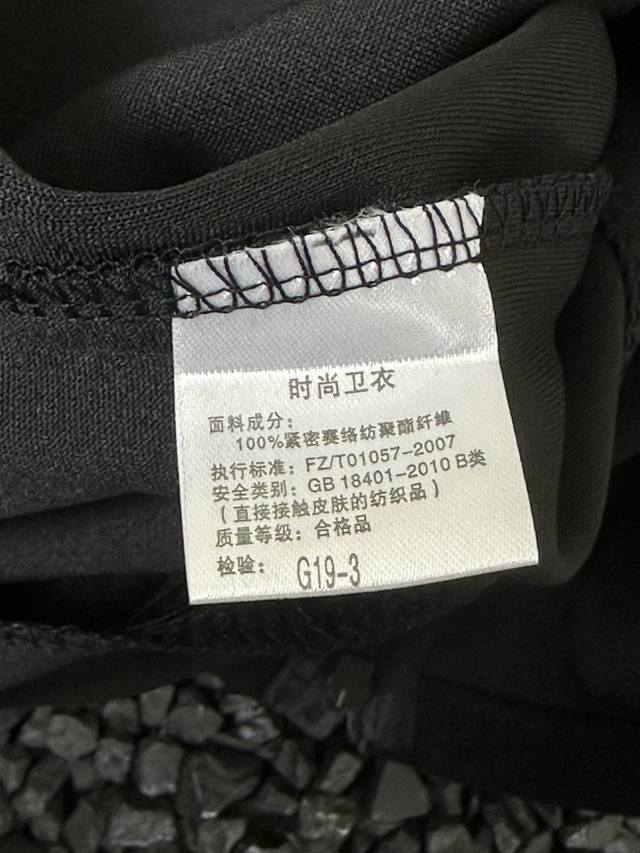 时尚卫衣
面料成分：
100%紧密赛络纺聚酯纤维
执行标准：FZ/T01057-2007
安全类别：GB 18401-2010 B类
(直接接触皮肤的纺织品)
质量等级：合格品
检验： G19-3